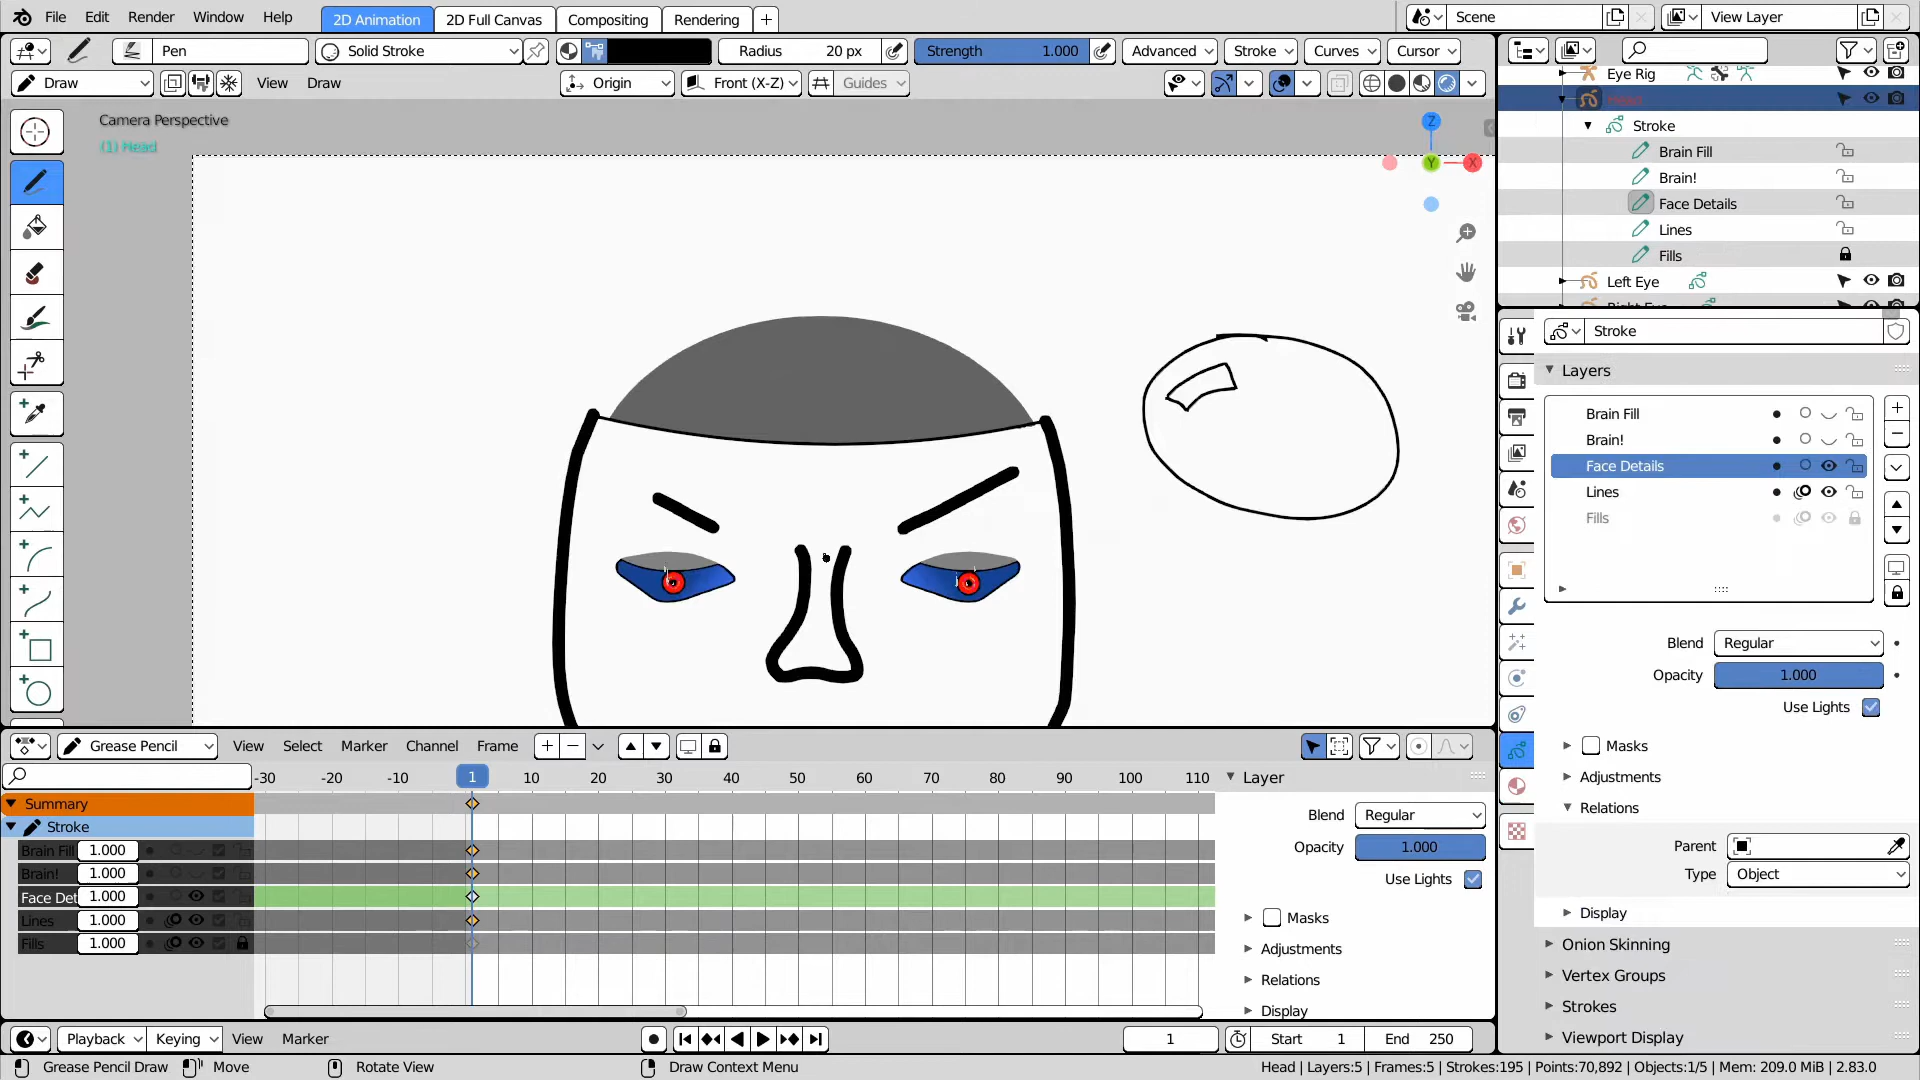 File Edit Render Window Help 2D Animation 2D Full Canvas Compositing Rendering + Scene View Layer
Pen Solid Stroke Radius 20 px Strength 1.000 Advanced Stroke Curves Cursor
Draw View Draw Origin Front (X-Z) Guides
Camera Perspective
(1) Head
Z
Y
X
Eye Rig
Head
Stroke
Brain Fill
Brain!
Face Details
Lines
Fills
Left Eye
Right Eye
Stroke
Layers
Brain Fill
Brain!
Face Details
Lines
Fills
Blend Regular
Opacity 1.000
Use Lights
Masks
Adjustments
Relations
Parent
Type Object
Display
Onion Skinning
Vertex Groups
Strokes
Viewport Display
Grease Pencil View Select Marker Channel Frame
-30 -20 -10 1 10 20 30 40 50 60 70 80 90 100 110
Summary
Stroke
Brain Fill 1.000
Brain! 1.000
Face Det 1.000
Lines 1.000
Fills 1.000
Layer
Blend Regular
Opacity 1.000
Use Lights
Masks
Adjustments
Relations
Display
Playback Keying View Marker 1 Start 1 End 250
Grease Pencil Draw Move Rotate View Draw Context Menu Head | Layers:5 | Frames:5 | Strokes:195 | Points:70,892 | Objects:1/5 | Mem: 209.0 MiB | 2.83.0